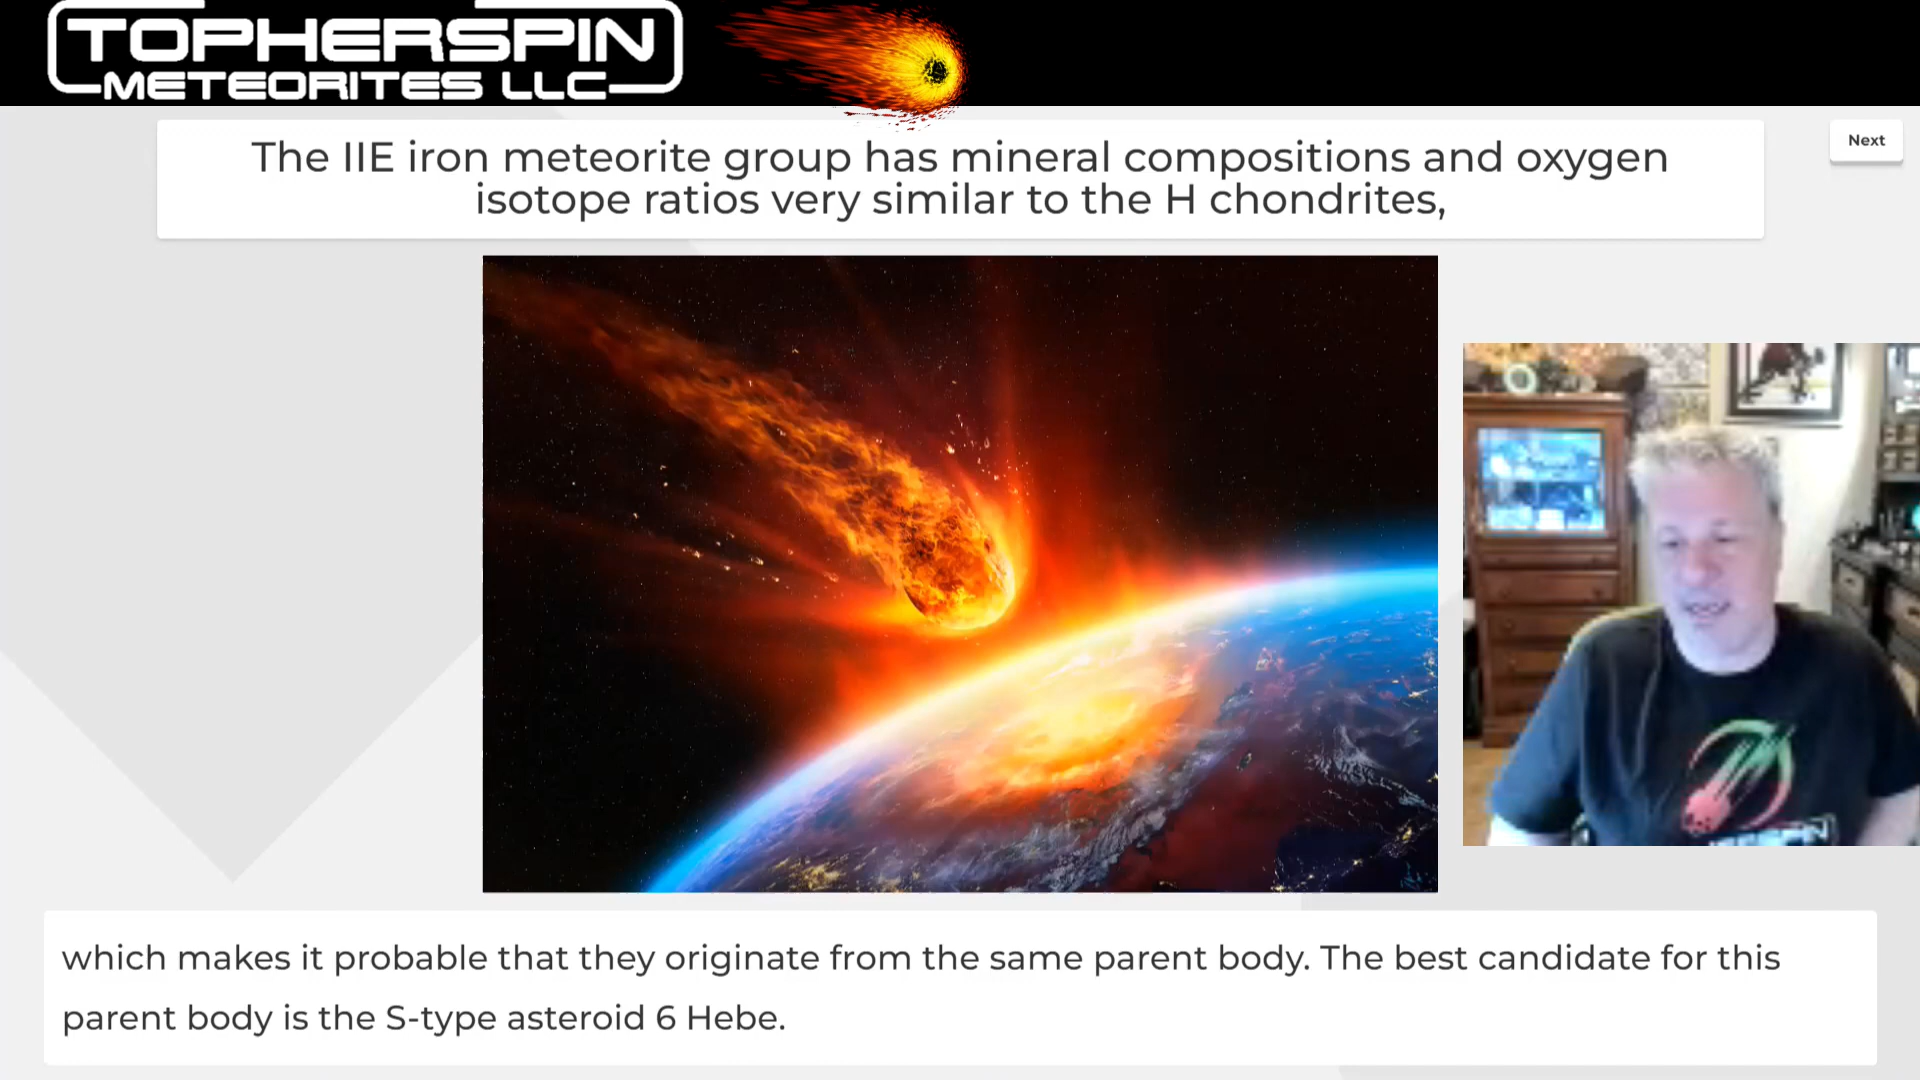 TOPHERSPIN
METEORITES LLC
The IIE iron meteorite group has mineral compositions and oxygen
isotope ratios very similar to the H chondrites,
Next
which makes it probable that they originate from the same parent body. The best candidate for this
parent body is the S-type asteroid 6 Hebe.